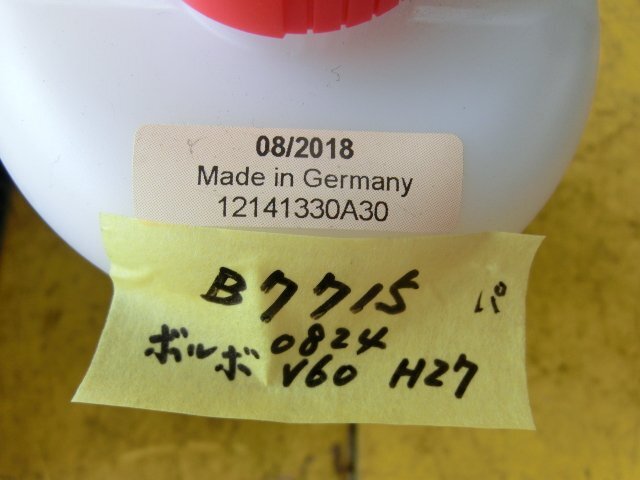 08/2018
Made in Germany
12141330A30
B7715 パ
ボルボ 0824
V60 H27